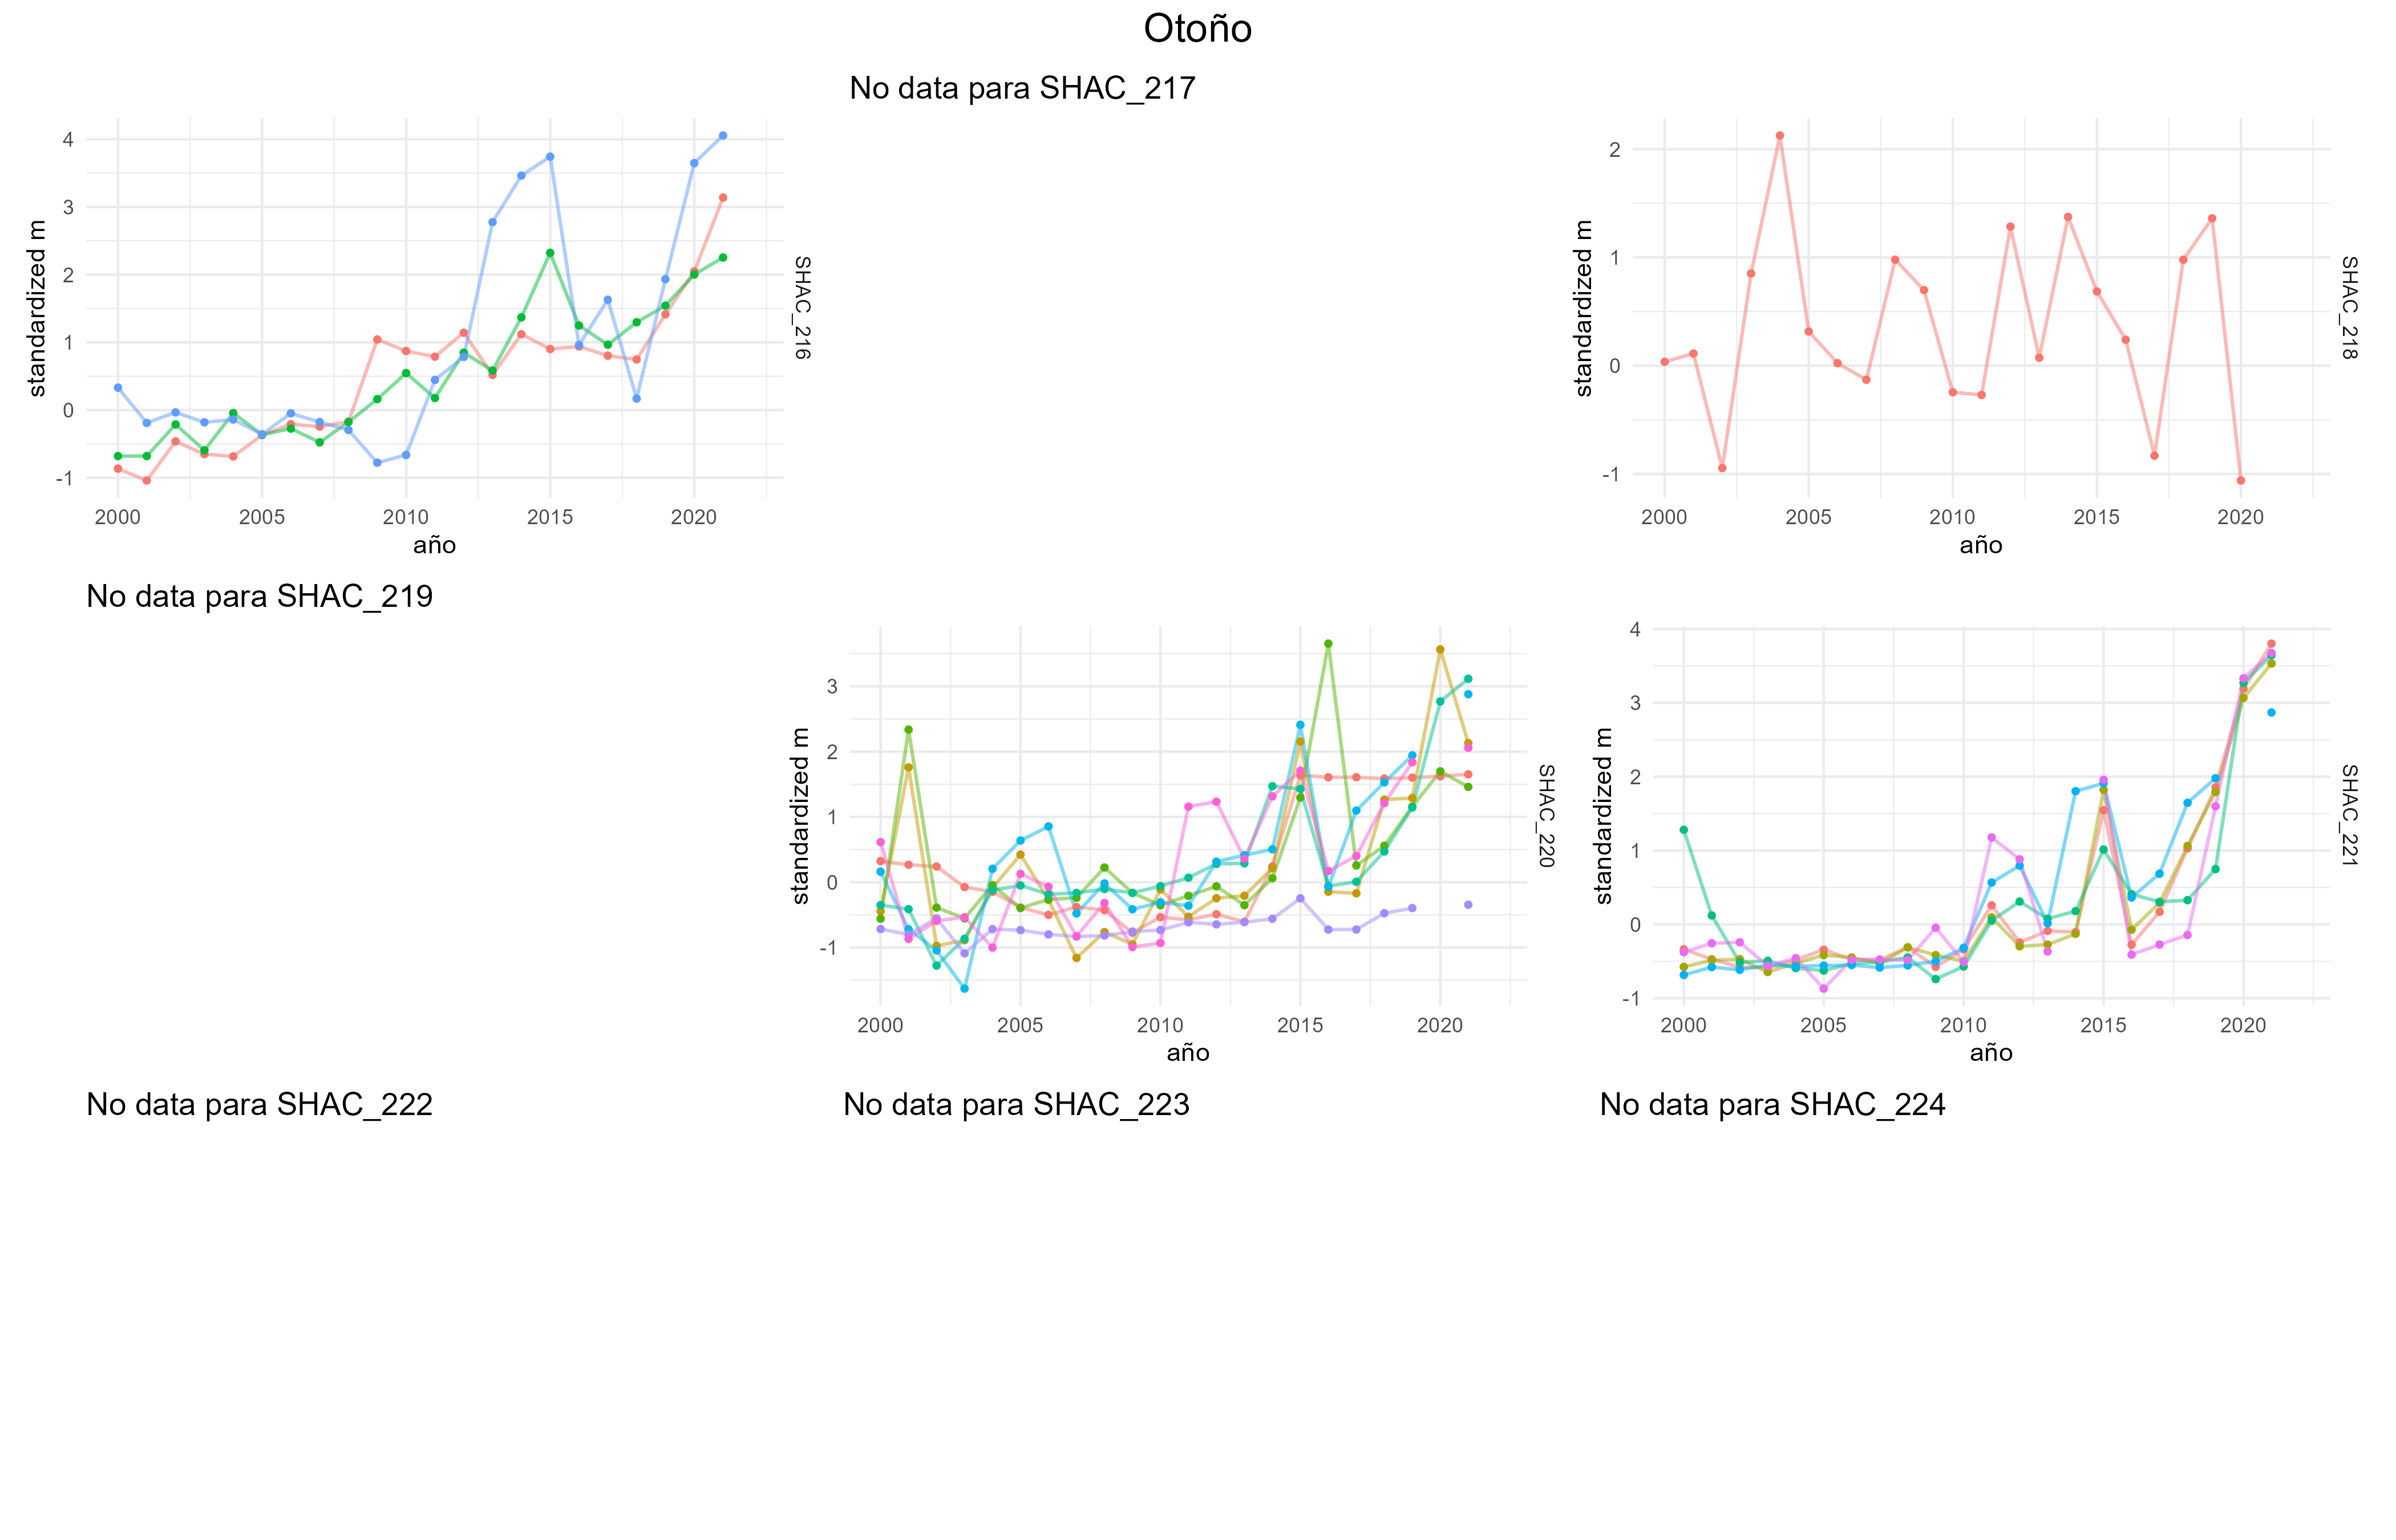 Otoño
No data para SHAC_217
4
3
2
1
0
-1
2000 2005 2010 2015 2020
año
standardized m
SHAC_216
2
1
0
-1
2000 2005 2010 2015 2020
año
standardized m
SHAC_218
No data para SHAC_219
3
2
1
0
-1
2000 2005 2010 2015 2020
año
standardized m
SHAC_220
4
3
2
1
0
-1
2000 2005 2010 2015 2020
año
standardized m
SHAC_221
No data para SHAC_222
No data para SHAC_223
No data para SHAC_224